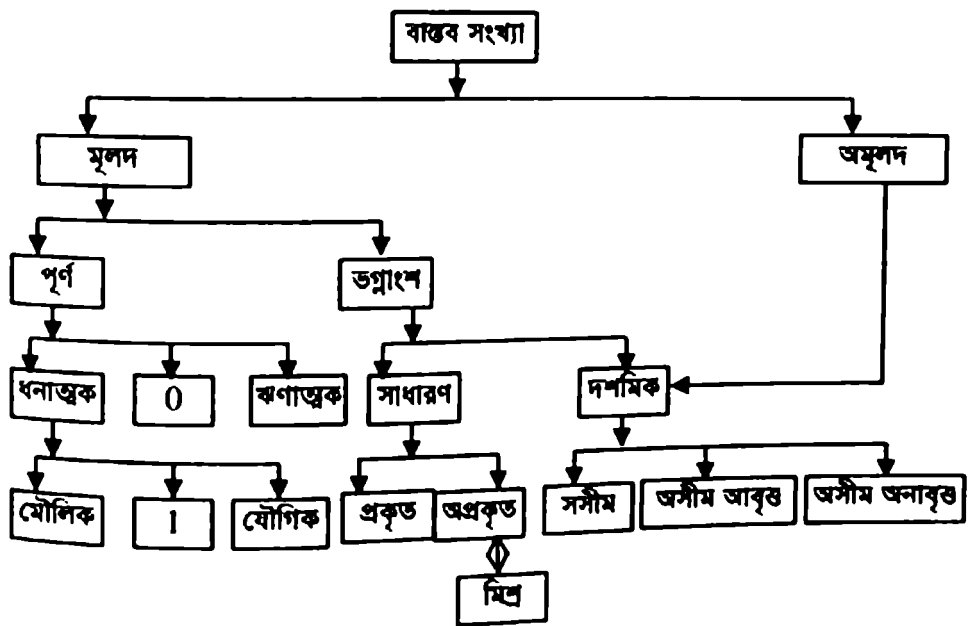 বাস্তব সংখ্যা
মূলদ
অমূলদ
পূর্ণ
ভগ্নাংশ
ধনাত্মক
0
ঋণাত্মক
সাধারণ
দশমিক
মৌলিক
1
যৌগিক
প্রকৃত
অপ্রকৃত
সসীম
অসীম আবৃত্ত
অসীম অনাবৃত্ত
মিশ্র